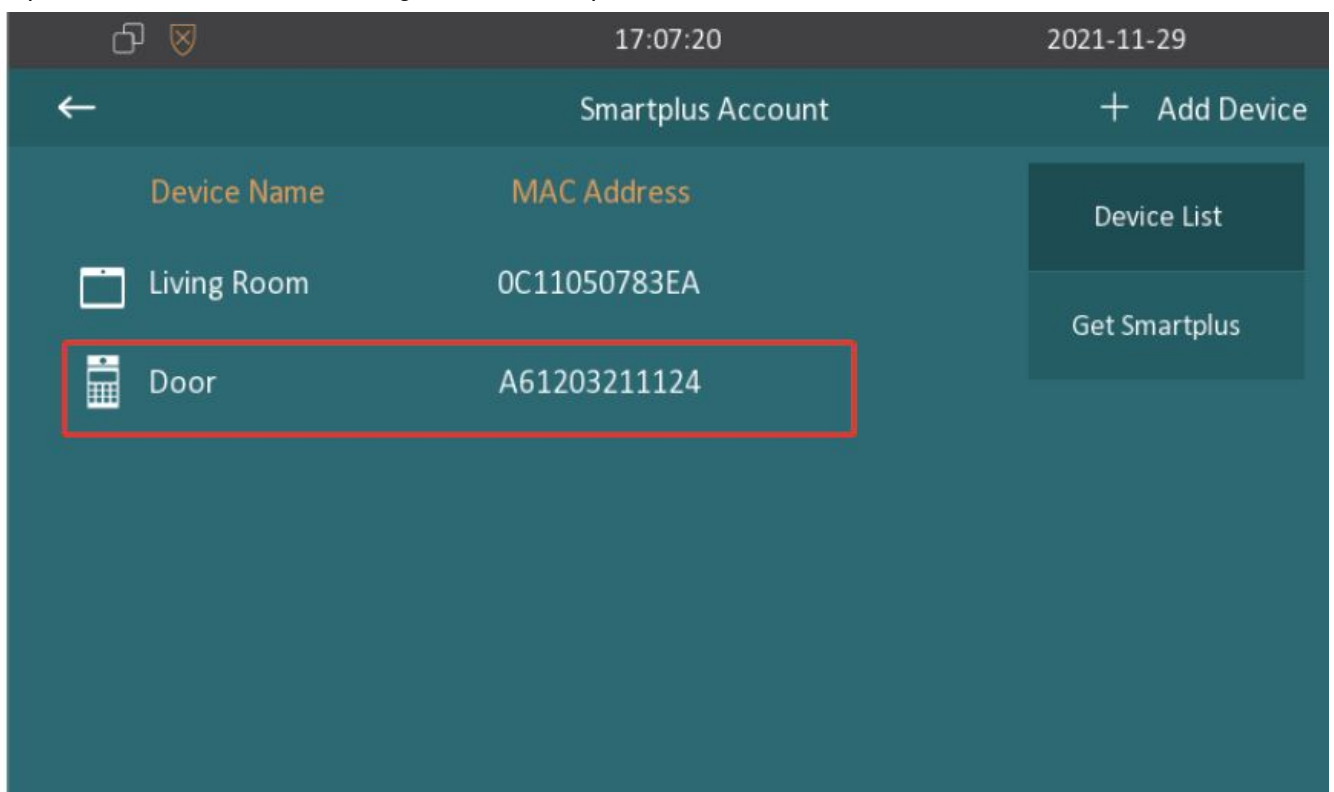 17:07:20 2021-11-29
Smartplus Account + Add Device
Device Name MAC Address
Device List
Living Room 0C11050783EA
Get Smartplus
Door A61203211124